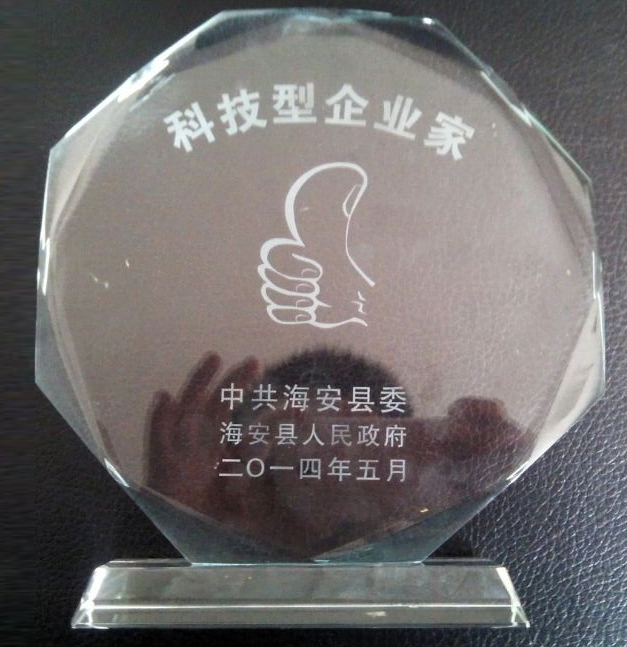 科技型企业家
中共海安县委
海安县人民政府
二O一四年五月